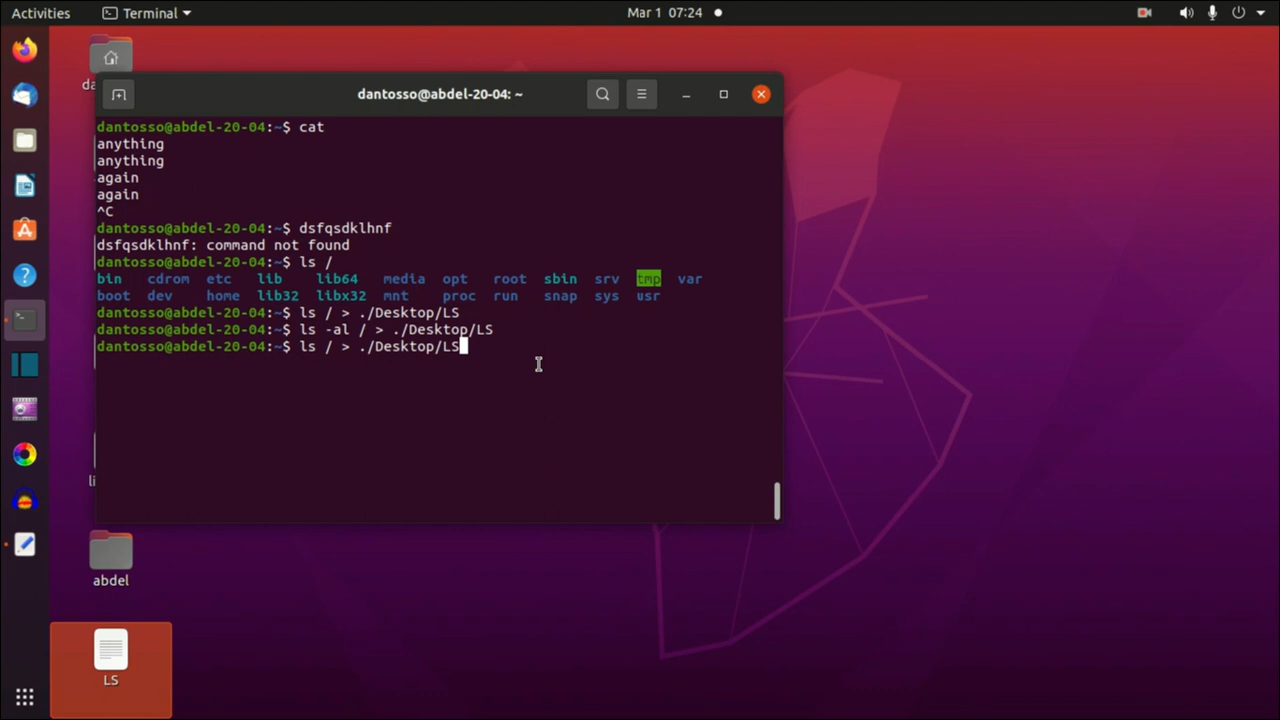 Activities
Terminal
Mar 1 07:24
dantosso@abdel-20-04: ~
dantosso@abdel-20-04:~$ cat
anything
anything
again
again
^C
dantosso@abdel-20-04:~$ dsfqsdklhnf
dsfqsdklhnf: command not found
dantosso@abdel-20-04:~$ ls /
bin cdrom etc lib lib64 media opt root sbin srv tmp var
boot dev home lib32 libx32 mnt proc run snap sys usr
dantosso@abdel-20-04:~$ ls / > ./Desktop/LS
dantosso@abdel-20-04:~$ ls -al / > ./Desktop/LS
dantosso@abdel-20-04:~$ ls / > ./Desktop/LS
abdel
LS